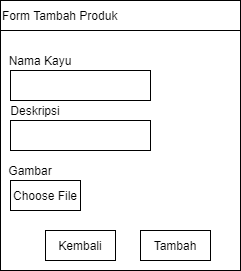 Form Tambah Produk
Nama Kayu
Deskripsi
Gambar
Choose File
Kembali
Tambah